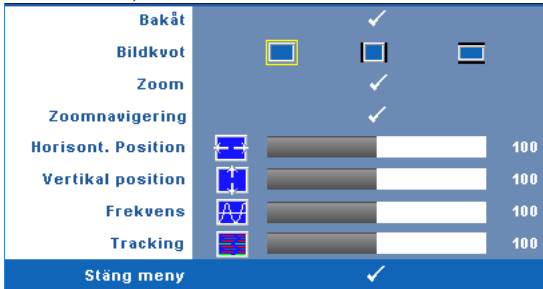 Bakåt
Bildkvot
Zoom
Zoomnavigering
Horisont. Position 100
Vertikal position 100
Frekvens 100
Tracking 100
Stäng meny